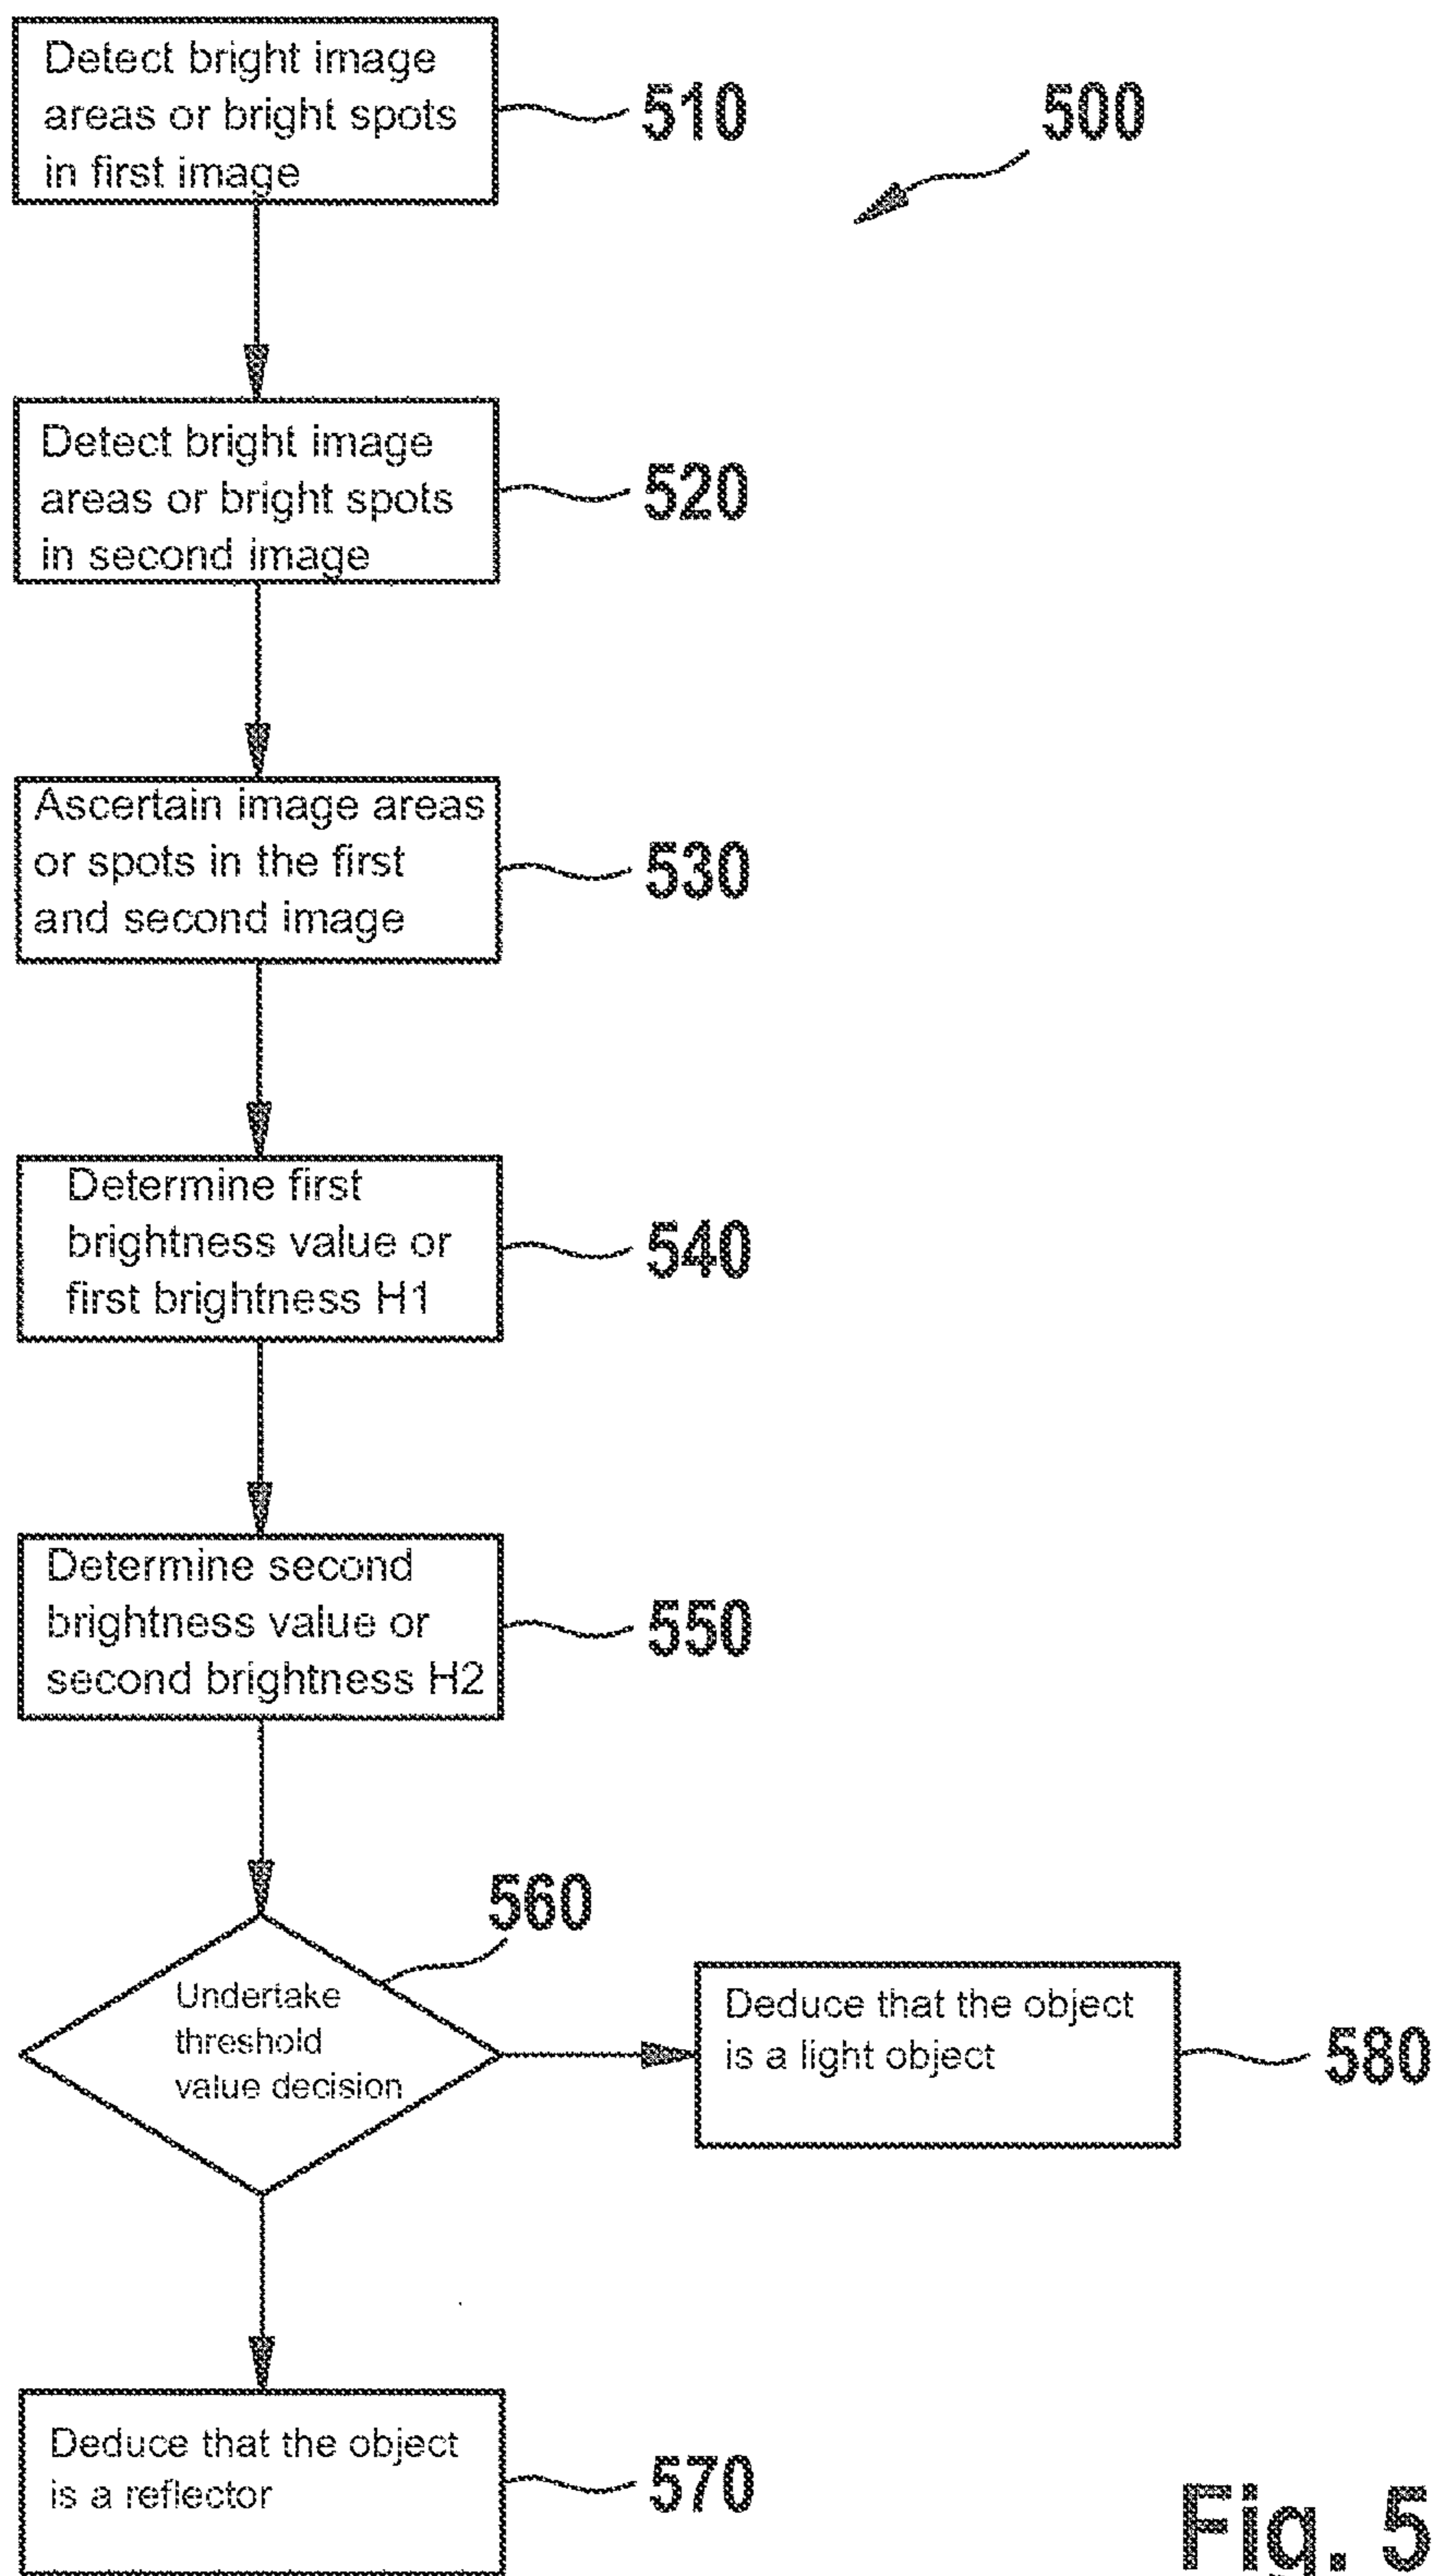 Detect bright image
areas or bright spots
in first image
510
500
Detect bright image
areas or bright spots
in second image
520
Ascertain image areas
or spots in the first
and second image
530
Determine first
brightness value or
first brightness H1
540
Determine second
brightness value or
second brightness H2
550
560
Undertake
threshold
value decision
Deduce that the object
is a light object
580
Deduce that the object
is a reflector
570
Fig. 5